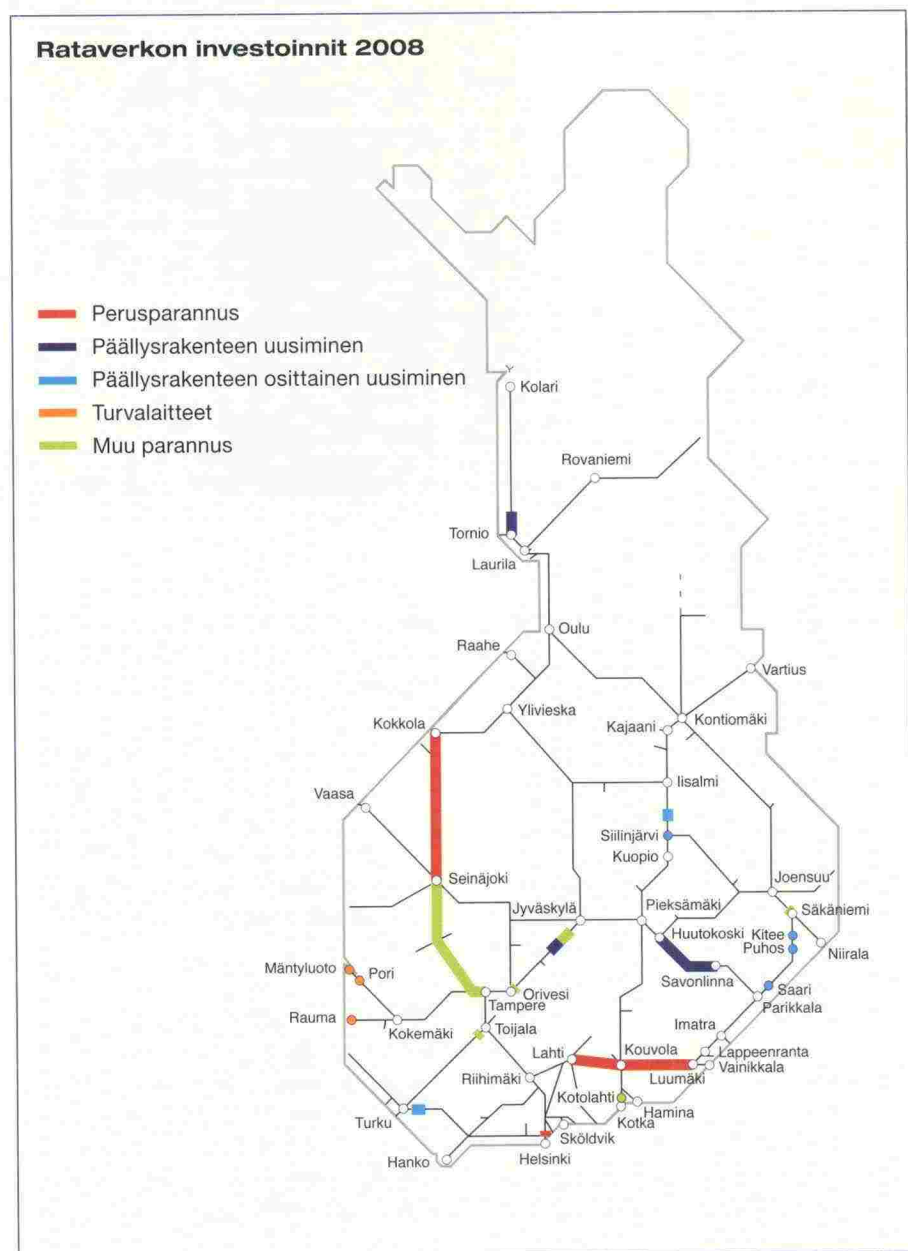 Rataverkon investoinnit 2008
Perusparannus
Päällysrakenteen uusiminen
Päällysrakenteen osittainen uusiminen
Turvalaitteet
Muu parannus
Kolari
Rovaniemi
Tornio
Laurila
Oulu
Raahe
Vartius
Ylivieska
Kokkola
Kajaani
Kontiomäki
Iisalmi
Vaasa
Siilinjärvi
Kuopio
Seinäjoki
Joensuu
Jyväskylä
Pieksämäki
Säkäniemi
Huutokoski
Kitee
Puhos
Niirala
Mäntyluoto
Pori
Savonlinna
Orivesi
Saari
Tampere
Parikkala
Rauma
Kokemäki
Toijala
Imatra
Lahti
Kouvola
Lappeenranta
Luumäki
Vainikkala
Riihimäki
Kotolahti
Hamina
Turku
Kotka
Sköldvik
Hanko
Helsinki